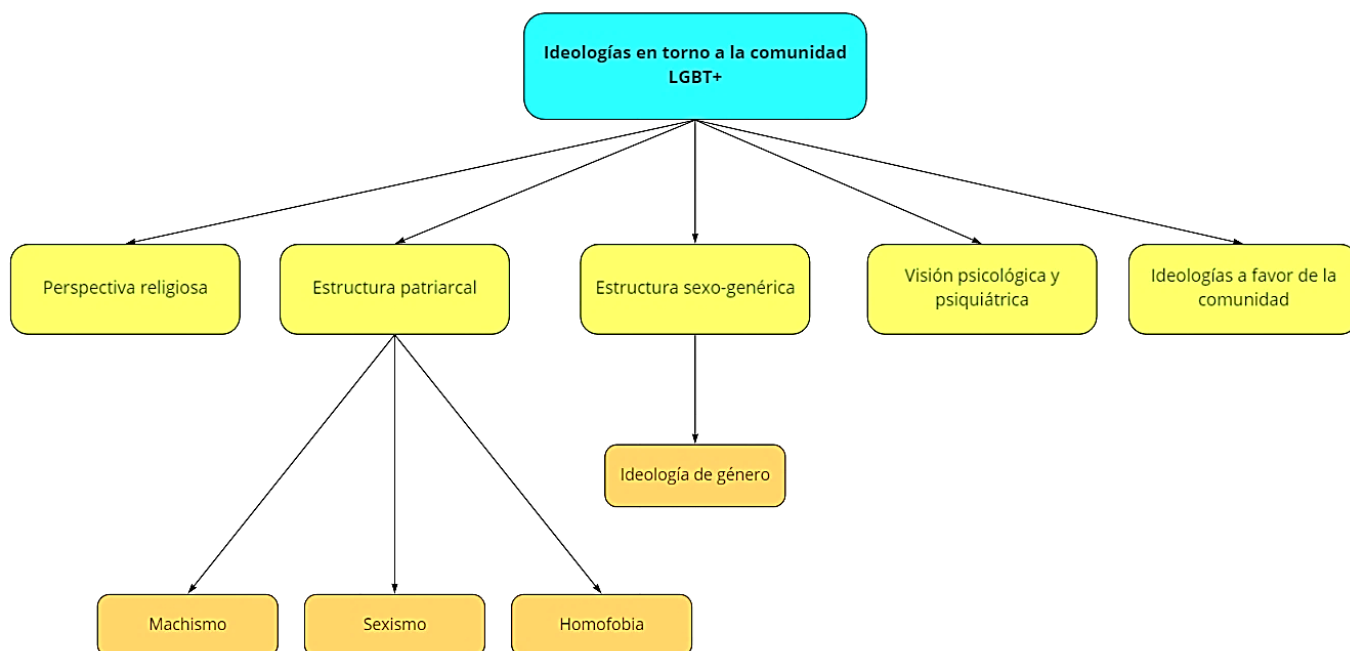 Ideologías en torno a la comunidad
LGBT+
Perspectiva religiosa
Estructura patriarcal
Estructura sexo-genérica
Visión psicológica y
psiquiátrica
Ideologías a favor de la
comunidad
Ideología de género
Machismo
Sexismo
Homofobia